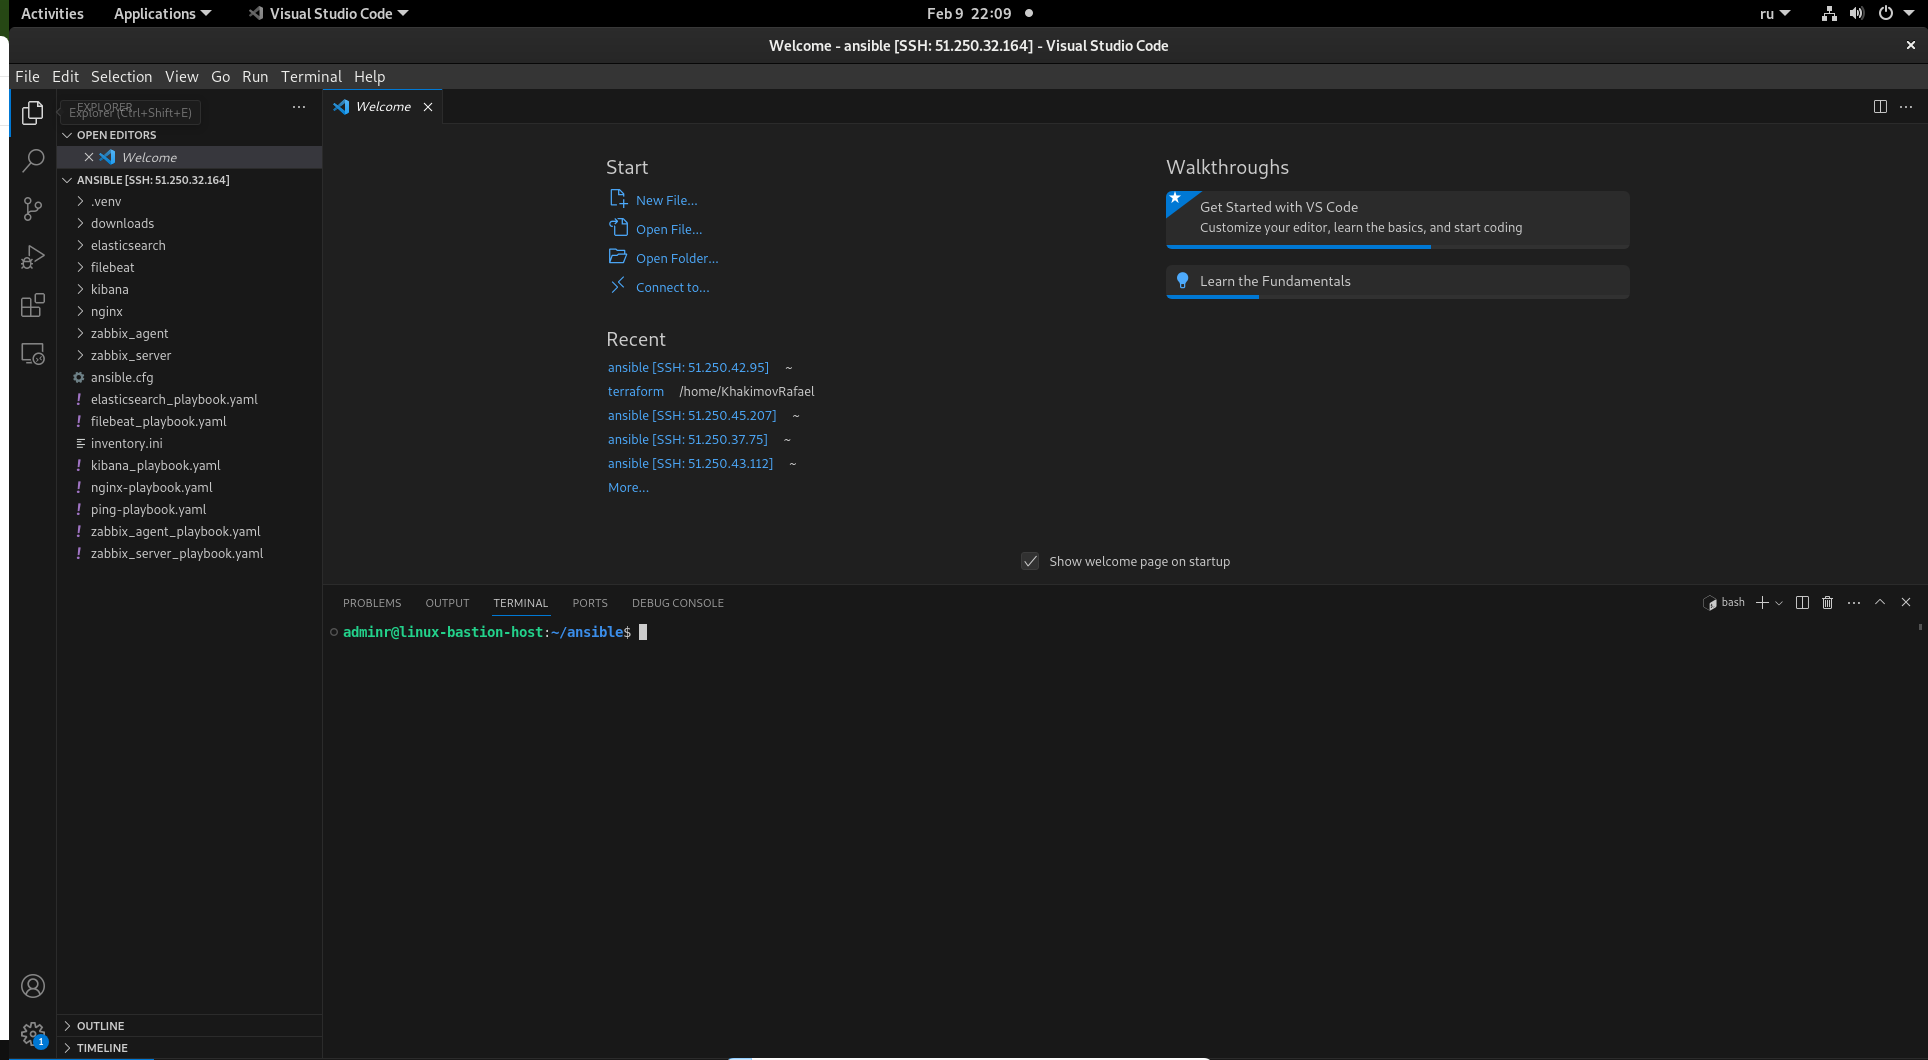 Activities Applications Visual Studio Code Feb 9 22:09 ru
Welcome - ansible [SSH: 51.250.32.164] - Visual Studio Code
File Edit Selection View Go Run Terminal Help
EXPLORER
Explorer (Ctrl+Shift+E)
OPEN EDITORS
Welcome
ANSIBLE [SSH: 51.250.32.164]
.venv
downloads
elasticsearch
filebeat
kibana
nginx
zabbix_agent
zabbix_server
ansible.cfg
elasticsearch_playbook.yaml
filebeat_playbook.yaml
inventory.ini
kibana_playbook.yaml
nginx-playbook.yaml
ping-playbook.yaml
zabbix_agent_playbook.yaml
zabbix_server_playbook.yaml
OUTLINE
TIMELINE
1
Welcome
Start
New File...
Open File...
Open Folder...
Connect to...
Recent
ansible [SSH: 51.250.42.95] ~
terraform /home/KhakimovRafael
ansible [SSH: 51.250.45.207] ~
ansible [SSH: 51.250.37.75] ~
ansible [SSH: 51.250.43.112] ~
More...
Walkthroughs
Get Started with VS Code
Customize your editor, learn the basics, and start coding
Learn the Fundamentals
Show welcome page on startup
PROBLEMS OUTPUT TERMINAL PORTS DEBUG CONSOLE bash
adminr@linux-bastion-host:~/ansible$